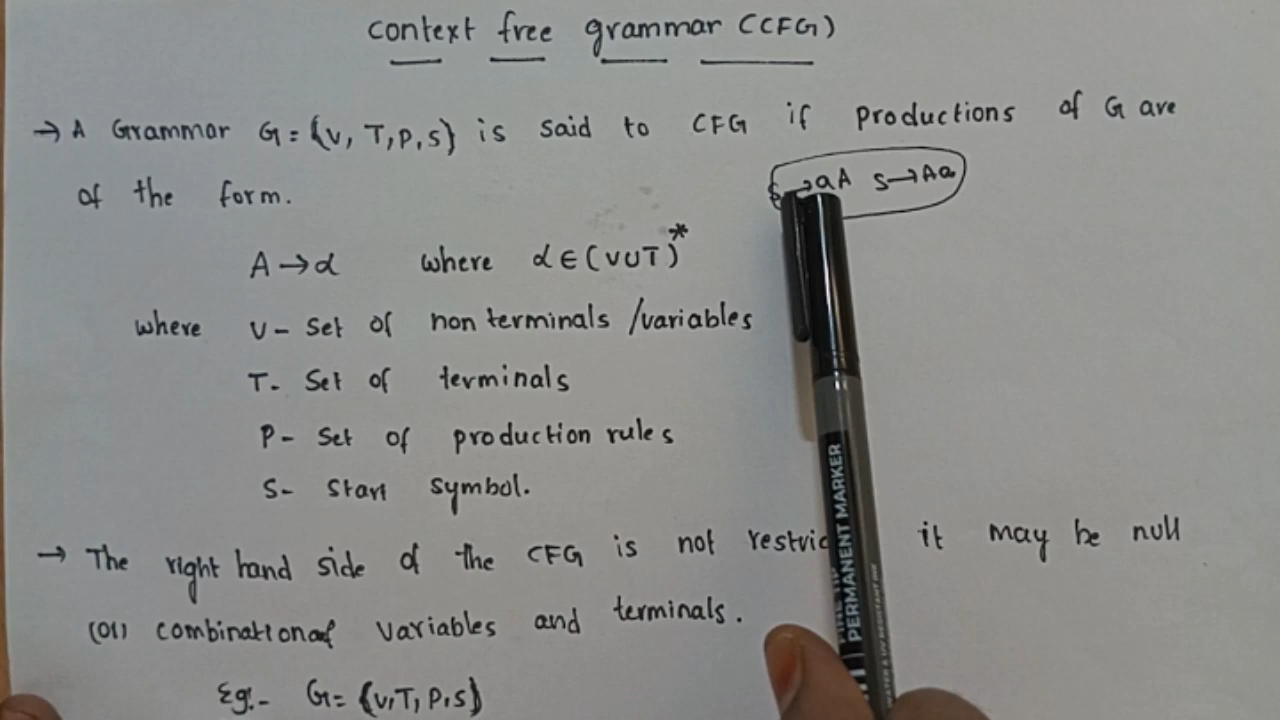 context free grammar (CFG)
→ A Grammar G = (V, T, P, S) is said to CFG if productions of G are
of the form.
→ aA S → Aa
A → α where α ∈ (V ∪ T)*
where V - Set of non terminals /variables
T - Set of terminals
P - Set of production rules
S - Start symbol.
→ The right hand side of the CFG is not it may be null
(or) combination of variables and terminals.
Eg:- G = (V, T, P, S)
PERMANENT MARKER